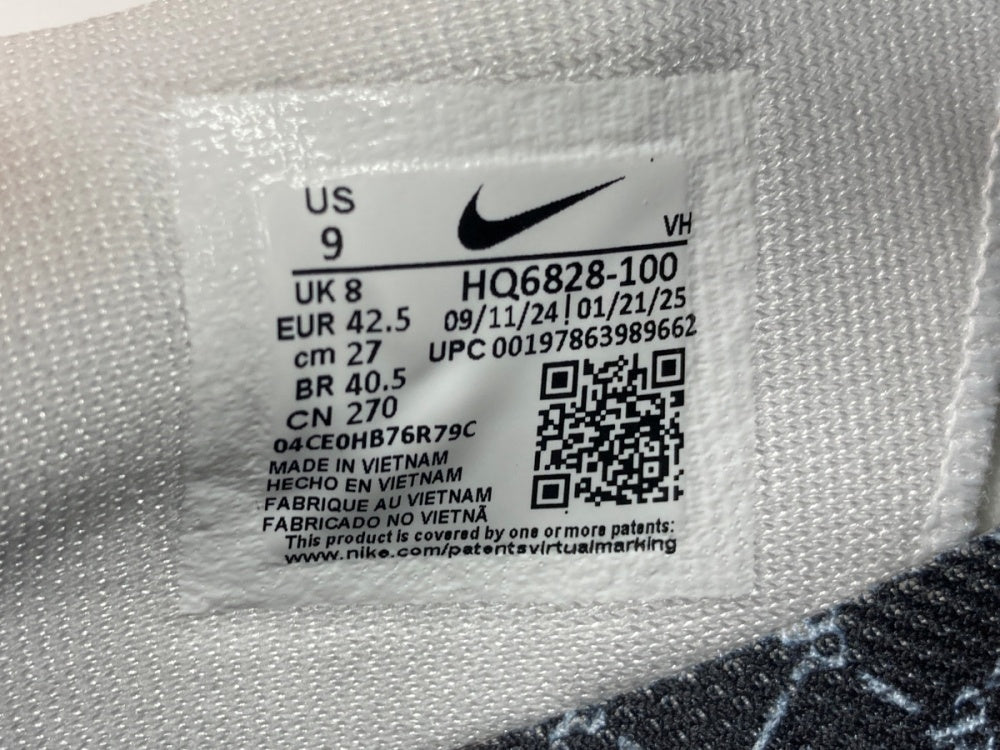 US
9
VH
UK 8
EUR 42.5
cm 27
BR 40.5
CN 270
HQ6828-100
09/11/24 | 01/21/25
UPC 00197863989662
04CE0HB76R79C
MADE IN VIETNAM
HECHO EN VIETNAM
FABRIQUE AU VIETNAM
FABRICADO NO VIETNÃ
This product is covered by one or more patents:
www.nike.com/patentsvirtualmarking